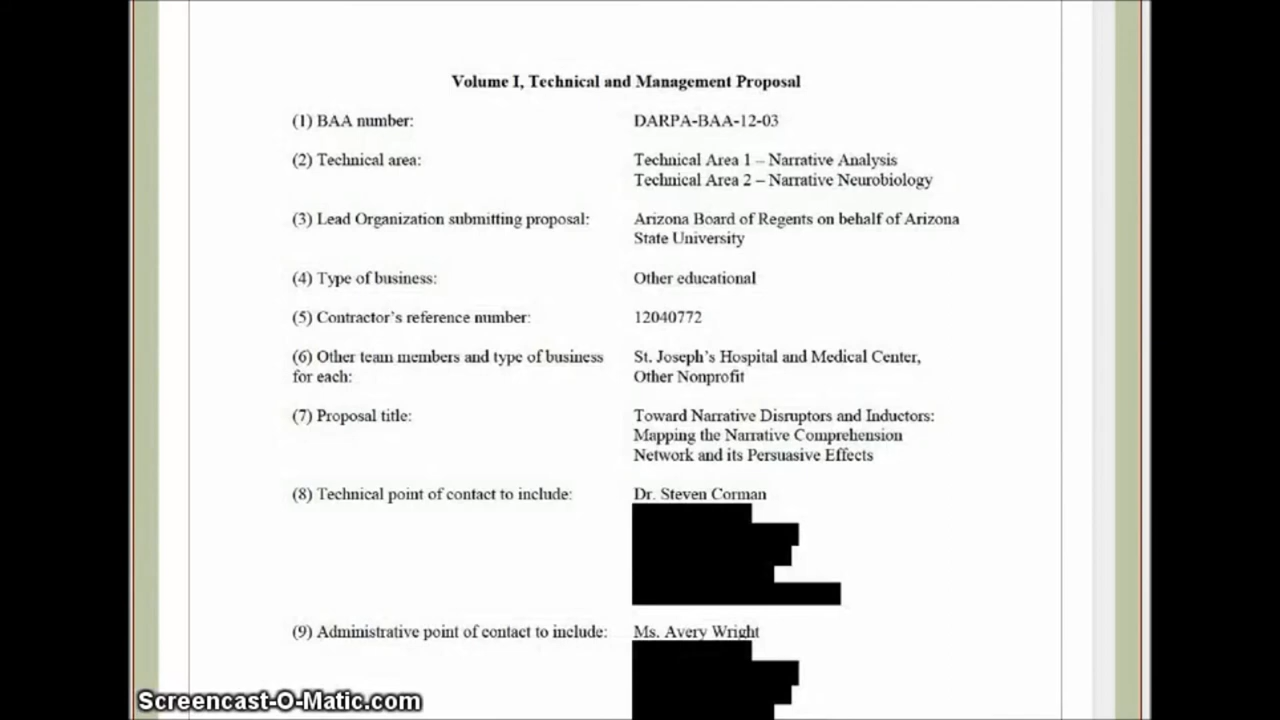 Volume I, Technical and Management Proposal
(1) BAA number: DARPA-BAA-12-03
(2) Technical area: Technical Area 1 – Narrative Analysis
Technical Area 2 – Narrative Neurobiology
(3) Lead Organization submitting proposal: Arizona Board of Regents on behalf of Arizona
State University
(4) Type of business: Other educational
(5) Contractor's reference number: 12040772
(6) Other team members and type of business St. Joseph's Hospital and Medical Center,
for each: Other Nonprofit
(7) Proposal title: Toward Narrative Disruptors and Inductors:
Mapping the Narrative Comprehension
Network and its Persuasive Effects
(8) Technical point of contact to include: Dr. Steven Corman
(9) Administrative point of contact to include: Ms. Avery Wright
Screencast-O-Matic.com